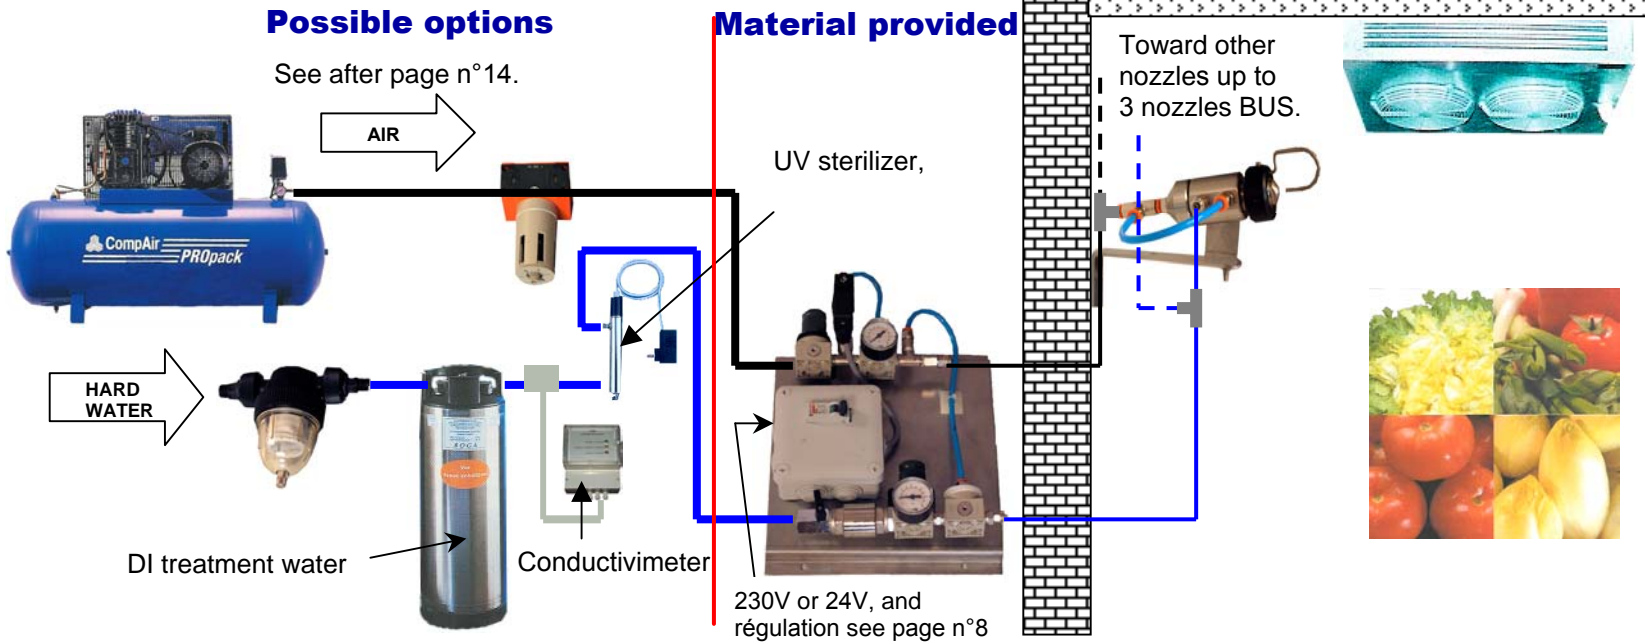 Possible options
Material provided
See after page n°14.
AIR
UV sterilizer,
Toward other
nozzles up to
3 nozzles BUS.
CompAir
PROpack
HARD
WATER
DI treatment water
Conductivimeter
230V or 24V, and
régulation see page n°8